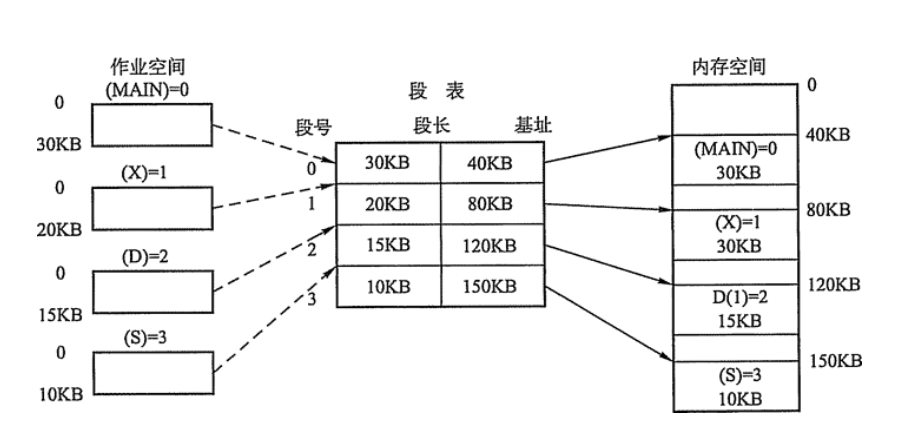 作业空间
(MAIN)=0
0
30KB
(X)=1
0
20KB
(D)=2
0
15KB
(S)=3
0
10KB
段 表
段号 段长 基址
0 30KB 40KB
1 20KB 80KB
2 15KB 120KB
3 10KB 150KB
内存空间
0
40KB
(MAIN)=0
30KB
80KB
(X)=1
30KB
120KB
D(1)=2
15KB
150KB
(S)=3
10KB